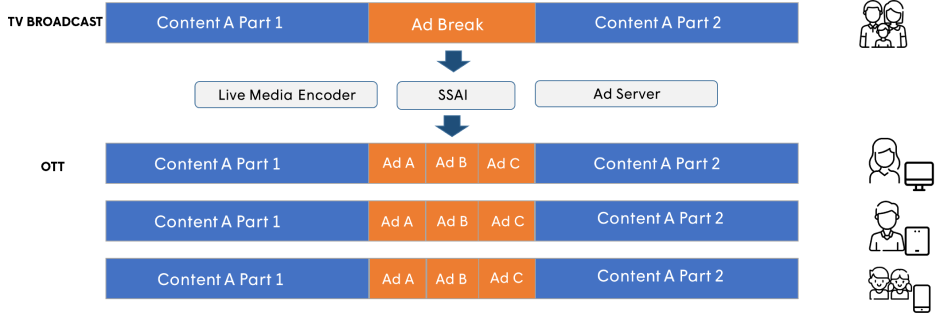 TV BROADCAST
Content A Part 1
Ad Break
Content A Part 2
Live Media Encoder
SSAI
Ad Server
OTT
Content A Part 1
Ad A
Ad B
Ad C
Content A Part 2
Content A Part 1
Ad A
Ad B
Ad C
Content A Part 2
Content A Part 1
Ad A
Ad B
Ad C
Content A Part 2